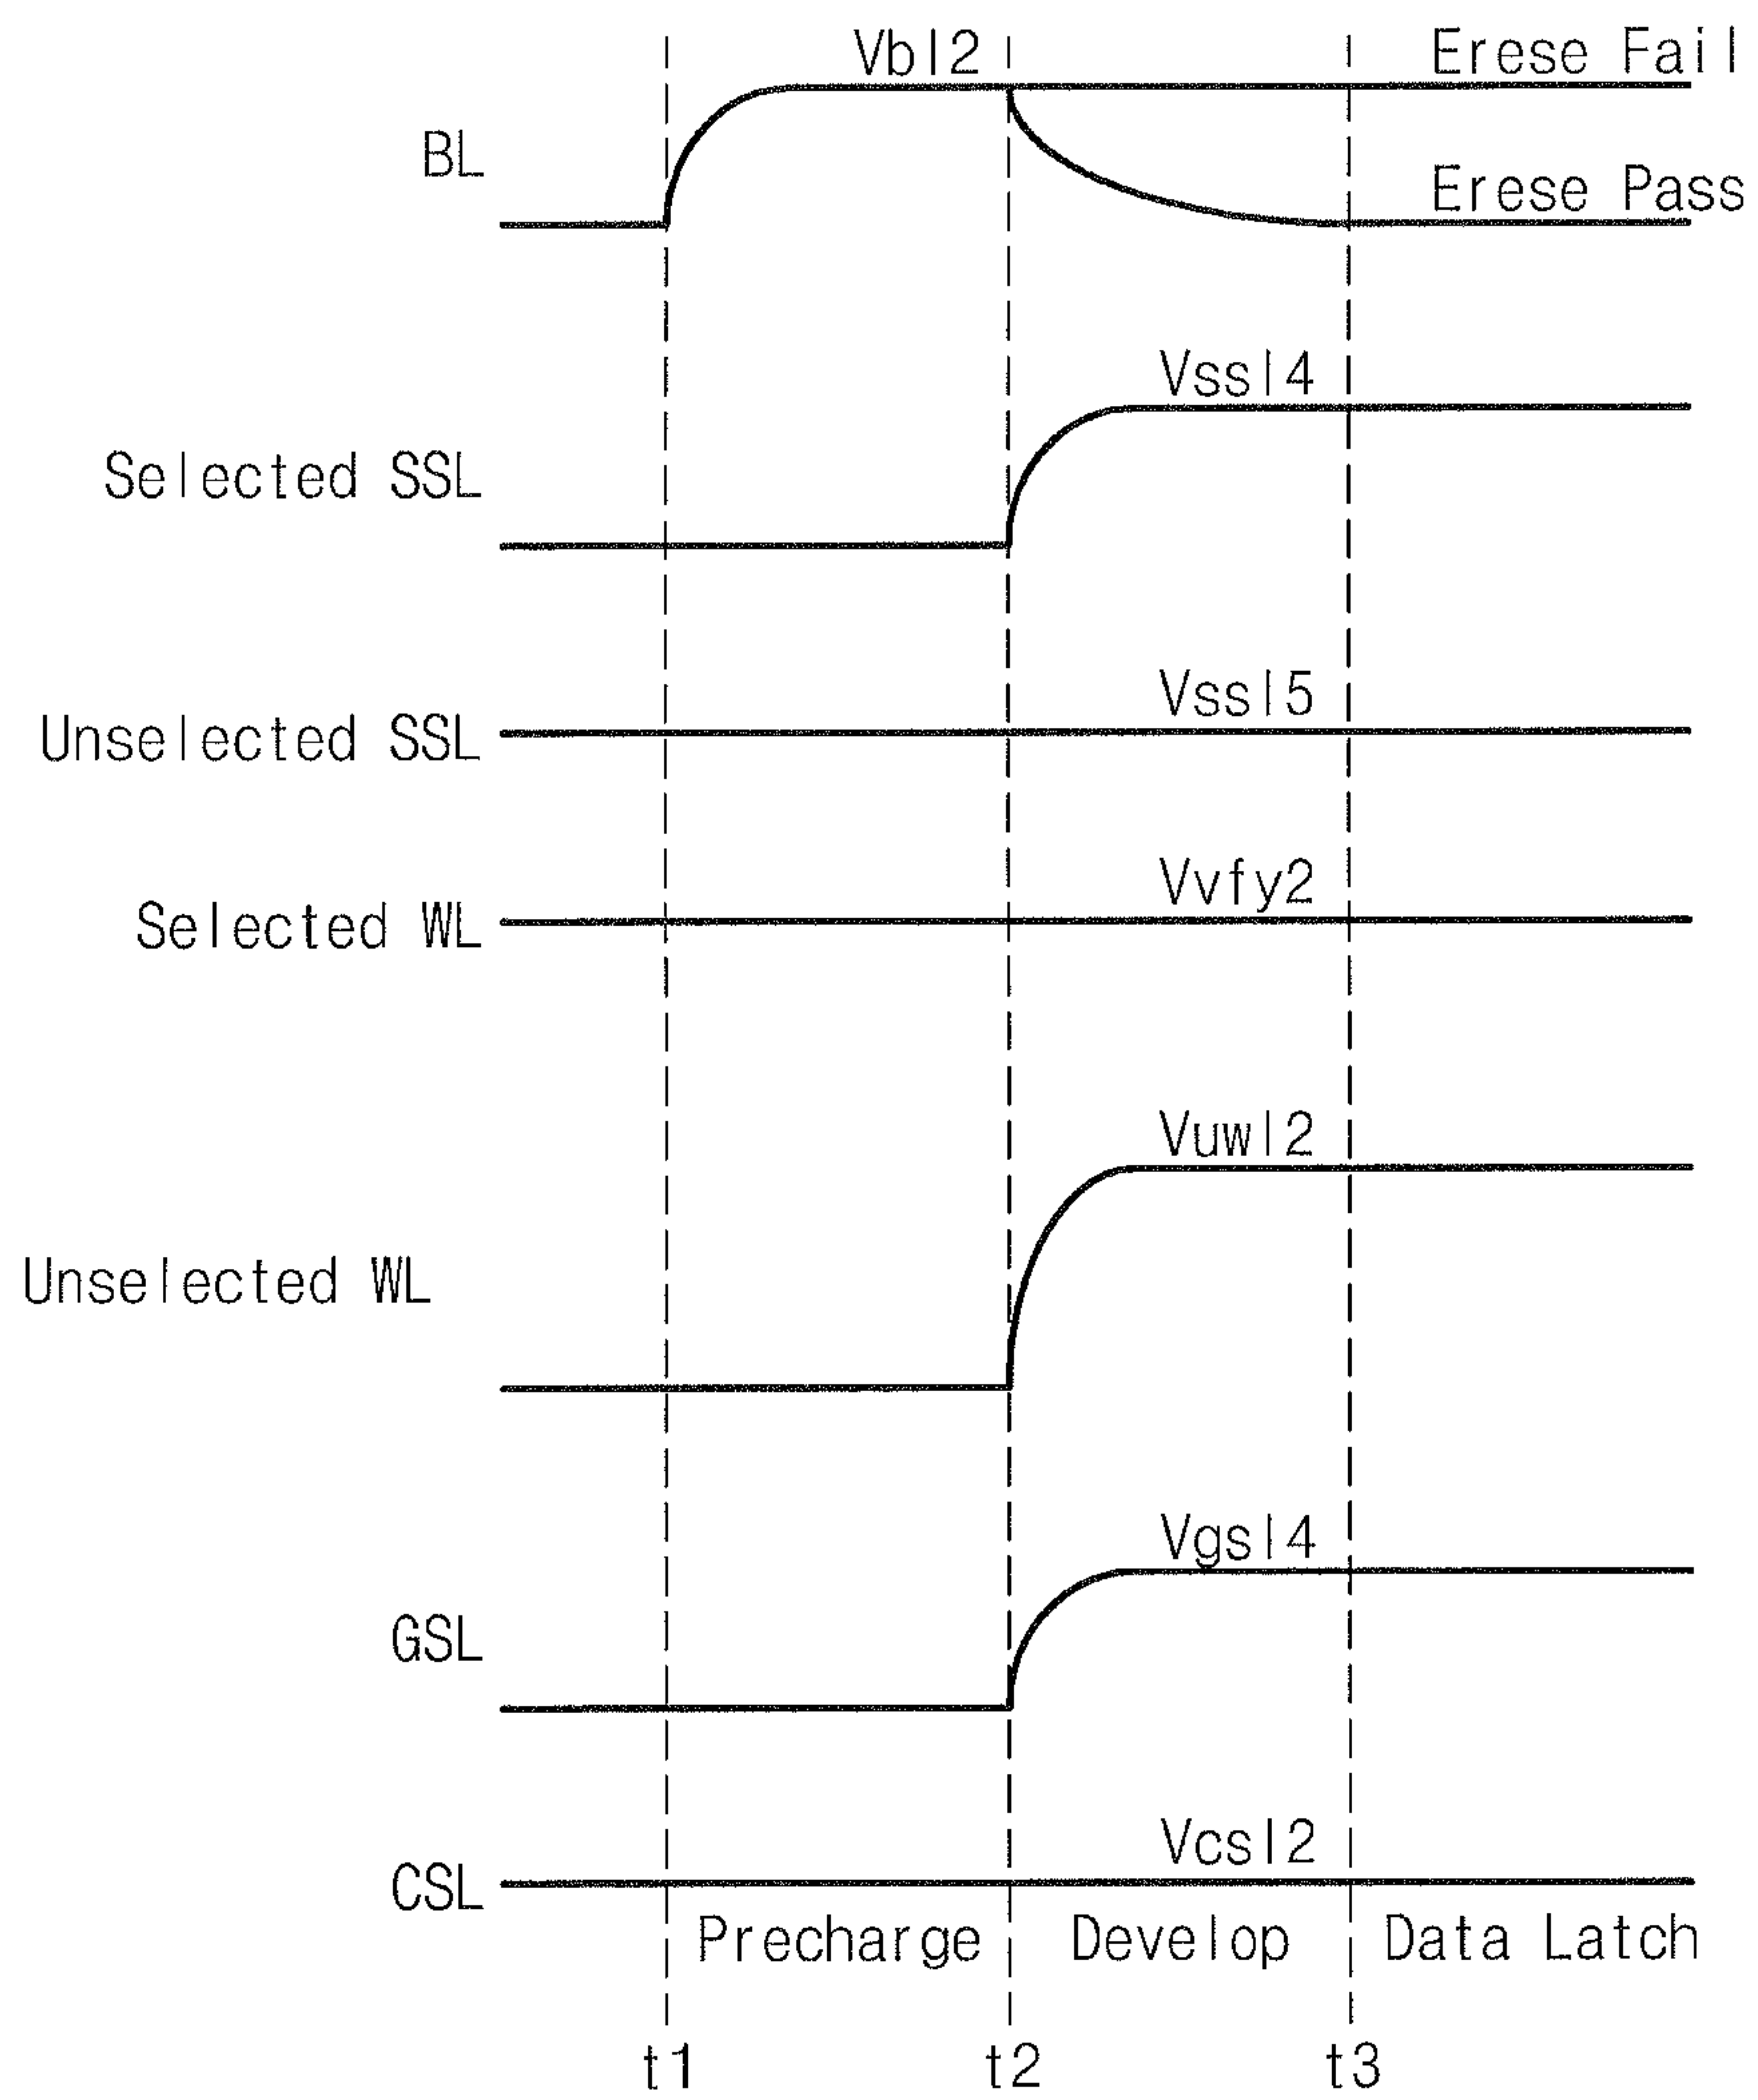 Vbl2
Erese Fail
BL
Erese Pass
Vssl4
Selected SSL
Vssl5
Unselected SSL
Vvfy2
Selected WL
Vuwl2
Unselected WL
Vgsl4
GSL
Vcsl2
CSL
Precharge Develop Data Latch
t1 t2 t3